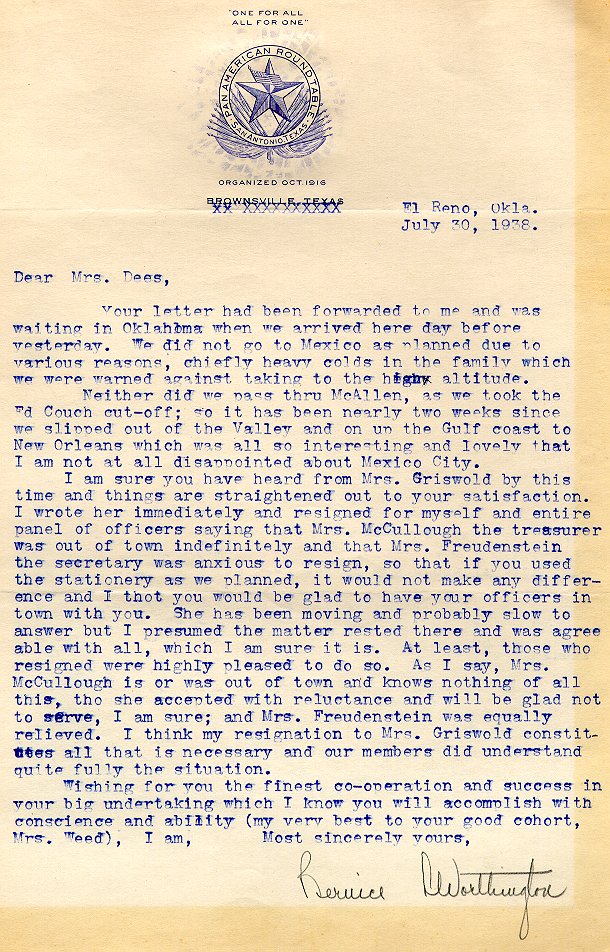 "ONE FOR ALL
ALL FOR ONE"
PAN AMERICAN ROUND TABLE
SAN ANTONIO, TEXAS
ORGANIZED OCT. 1916
BROWNSVILLE, TEXAS
xx xxxxxxxxxx
El Reno, Okla.
July 30, 1938.
Dear Mrs. Dees,
Your letter had been forwarded to me and was
waiting in Oklahoma when we arrived here day before
yesterday. We did not go to Mexico as planned due to
various reasons, chiefly heavy colds in the family which
we were warned against taking to the high altitude.
Neither did we pass thru McAllen, as we took the
Ed Couch cut-off; so it has been nearly two weeks since
we slipped out of the Valley and on up the Gulf coast to
New Orleans which was all so interesting and lovely that
I am not at all disappointed about Mexico City.
I am sure you have heard from Mrs. Griswold by this
time and things are straightened out to your satisfaction.
I wrote her immediately and resigned for myself and entire
panel of officers saying that Mrs. McCullough the treasurer
was out of town indefinitely and that Mrs. Freudenstein
the secretary was anxious to resign, so that if you used
the stationery as we planned, it would not make any differ-
ence and I thot you would be glad to have your officers in
town with you. She has been moving and probably slow to
answer but I presumed the matter rested there and was agree
able with all, which I am sure it is. At least, those who
resigned were highly pleased to do so. As I say, Mrs.
McCullough is or was out of town and knows nothing of all
this, tho she accepted with reluctance and will be glad not
to serve, I am sure; and Mrs. Freudenstein was equally
relieved. I think my resignation to Mrs. Griswold constit-
utes all that is necessary and our members did understand
quite fully the situation.
Wishing for you the finest co-operation and success in
your big undertaking which I know you will accomplish with
conscience and ability (my very best to your good cohort,
Mrs. Weed), I am, Most sincerely yours,
Bernice Worthington